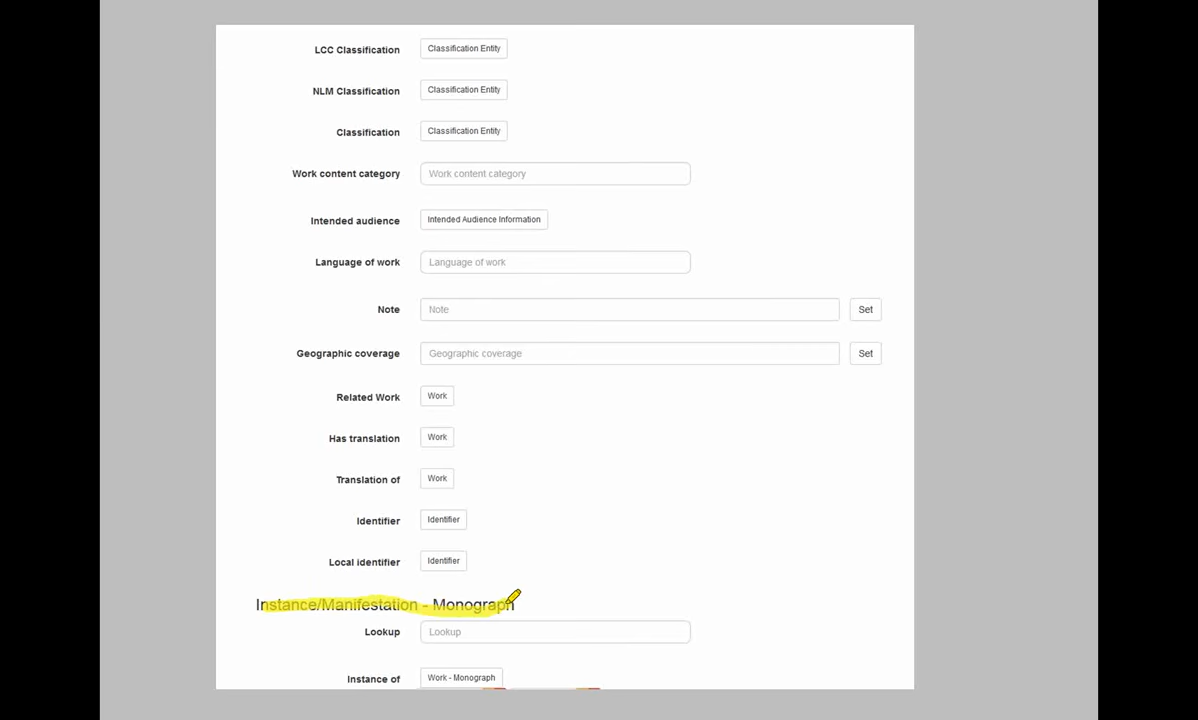 LCC Classification Classification Entity
NLM Classification Classification Entity
Classification Classification Entity
Work content category Work content category
Intended audience Intended Audience Information
Language of work Language of work
Note Note Set
Geographic coverage Geographic coverage Set
Related Work Work
Has translation Work
Translation of Work
Identifier Identifier
Local identifier Identifier
Instance/Manifestation - Monograph
Lookup Lookup
Instance of Work - Monograph